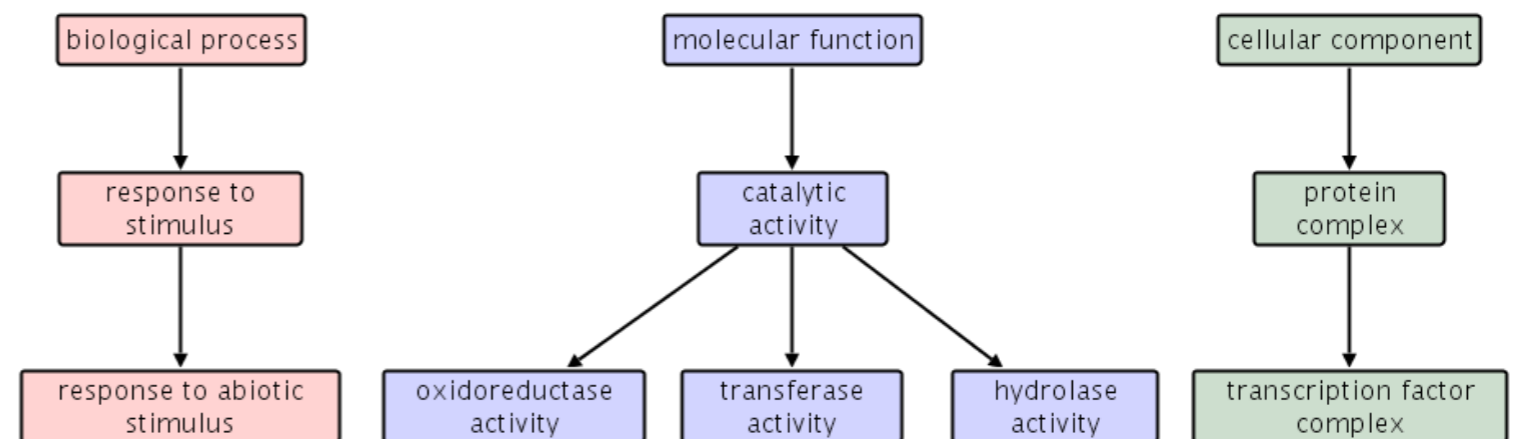 biological process
molecular function
cellular component
response to
stimulus
catalytic
activity
protein
complex
response to abiotic
stimulus
oxidoreductase
activity
transferase
activity
hydrolase
activity
transcription factor
complex